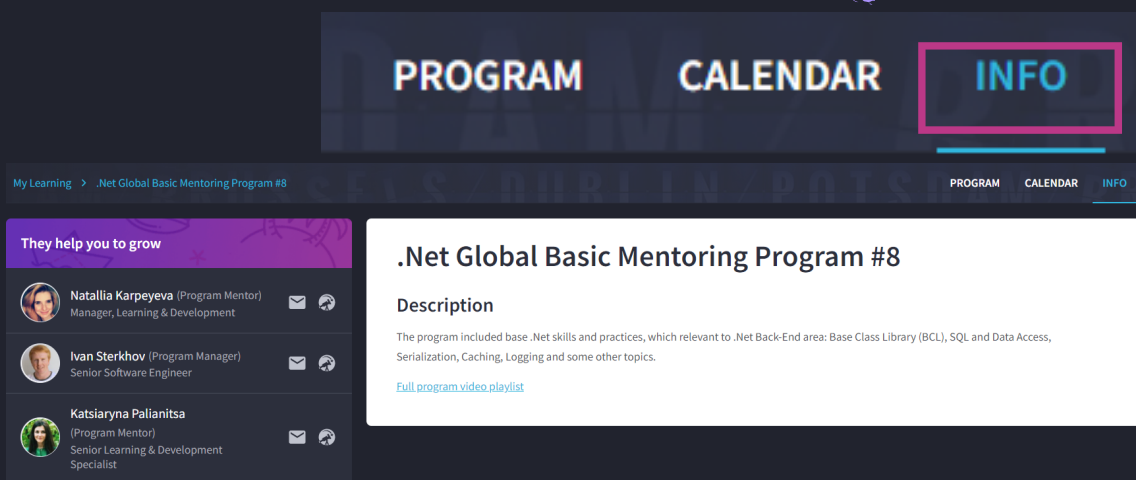 PROGRAM CALENDAR INFO
My Learning > .Net Global Basic Mentoring Program #8 PROGRAM CALENDAR INFO
They help you to grow
Natallia Karpeyeva (Program Mentor)
Manager, Learning & Development
Ivan Sterkhov (Program Manager)
Senior Software Engineer
Katsiaryna Palianitsa
(Program Mentor)
Senior Learning & Development
Specialist
.Net Global Basic Mentoring Program #8
Description
The program included base .Net skills and practices, which relevant to .Net Back-End area: Base Class Library (BCL), SQL and Data Access,
Serialization, Caching, Logging and some other topics.
Full program video playlist